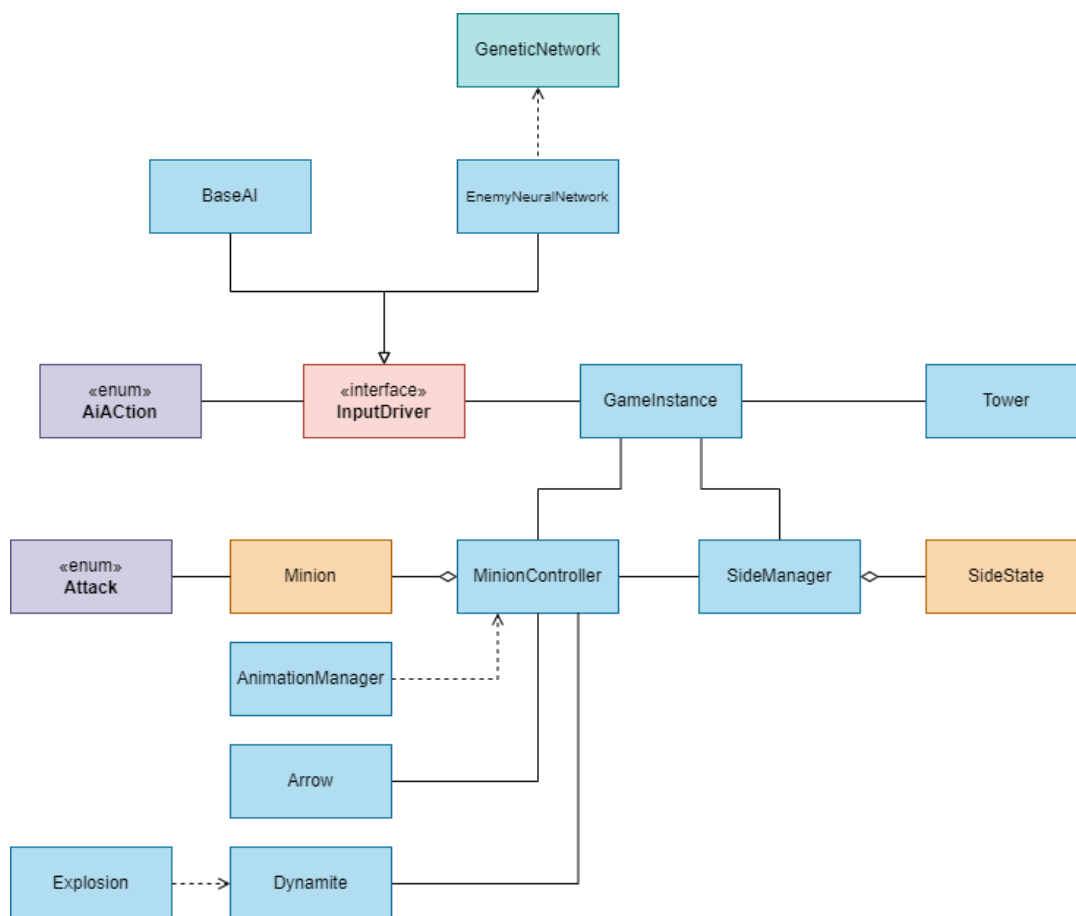 GeneticNetwork
BaseAI
EnemyNeuralNetwork
«enum»
AiACtion
«interface»
InputDriver
GameInstance
Tower
«enum»
Attack
Minion
MinionController
SideManager
SideState
AnimationManager
Arrow
Explosion
Dynamite